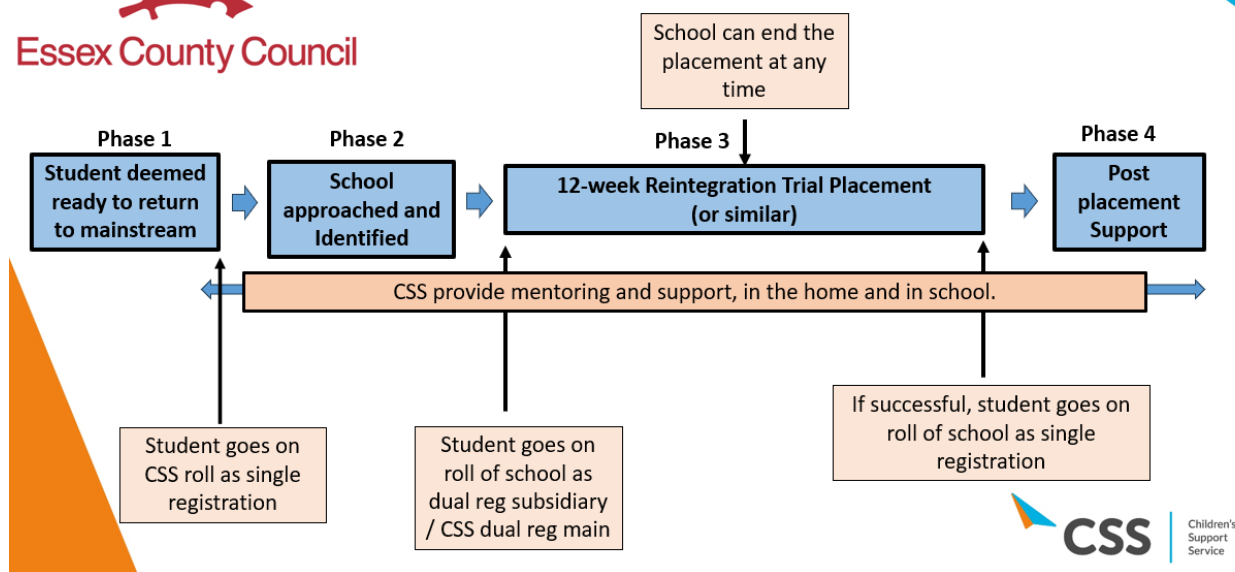 Essex County Council
School can end the
placement at any
time
Phase 1
Student deemed
ready to return
to mainstream
Phase 2
School
approached and
Identified
Phase 3
12-week Reintegration Trial Placement
(or similar)
Phase 4
Post
placement
Support
CSS provide mentoring and support, in the home and in school.
Student goes on
CSS roll as single
registration
Student goes on
roll of school as
dual reg subsidiary
/ CSS dual reg main
If successful, student goes on
roll of school as single
registration
CSS
Children's
Support
Service